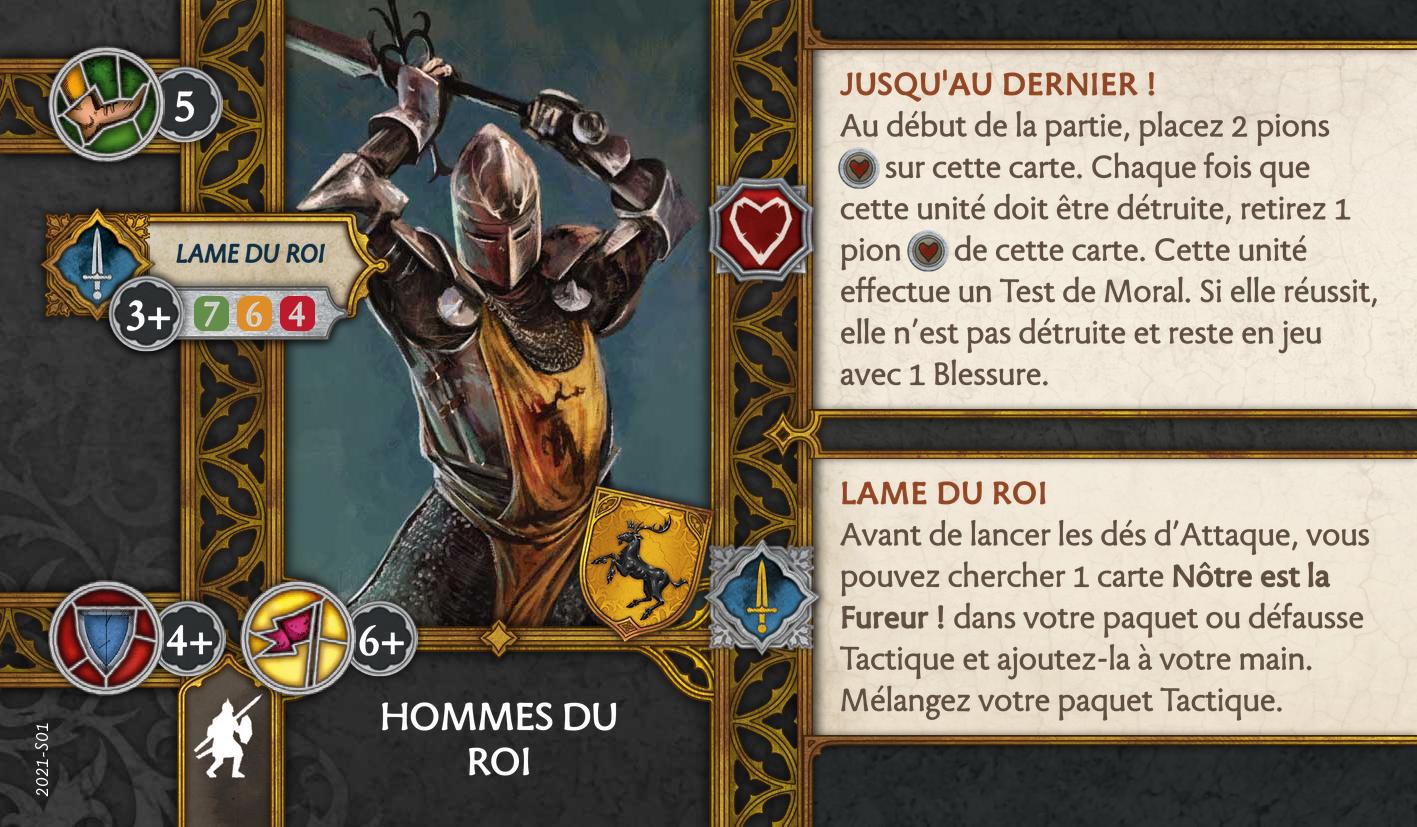 5
LAME DU ROI
3+ 7 6 4
4+ 6+
HOMMES DU
ROI
2021-S01
JUSQU'AU DERNIER !
Au début de la partie, placez 2 pions
sur cette carte. Chaque fois que
cette unité doit être détruite, retirez 1
pion de cette carte. Cette unité
effectue un Test de Moral. Si elle réussit,
elle n’est pas détruite et reste en jeu
avec 1 Blessure.
LAME DU ROI
Avant de lancer les dés d’Attaque, vous
pouvez chercher 1 carte Nôtre est la
Fureur ! dans votre paquet ou défausse
Tactique et ajoutez-la à votre main.
Mélangez votre paquet Tactique.